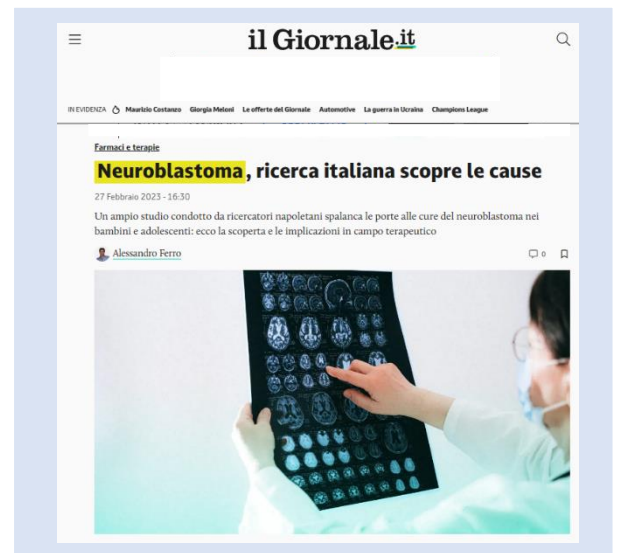 il Giornale.it
IN EVIDENZA Maurizio Costanzo Giorgia Meloni Le offerte del Giornale Automotive La guerra in Ucraina Champions League
Farmaci e terapie
Neuroblastoma, ricerca italiana scopre le cause
27 Febbraio 2023 - 16:30
Un ampio studio condotto da ricercatori napoletani spalanca le porte alle cure del neuroblastoma nei
bambini e adolescenti: ecco la scoperta e le implicazioni in campo terapeutico
Alessandro Ferro 0